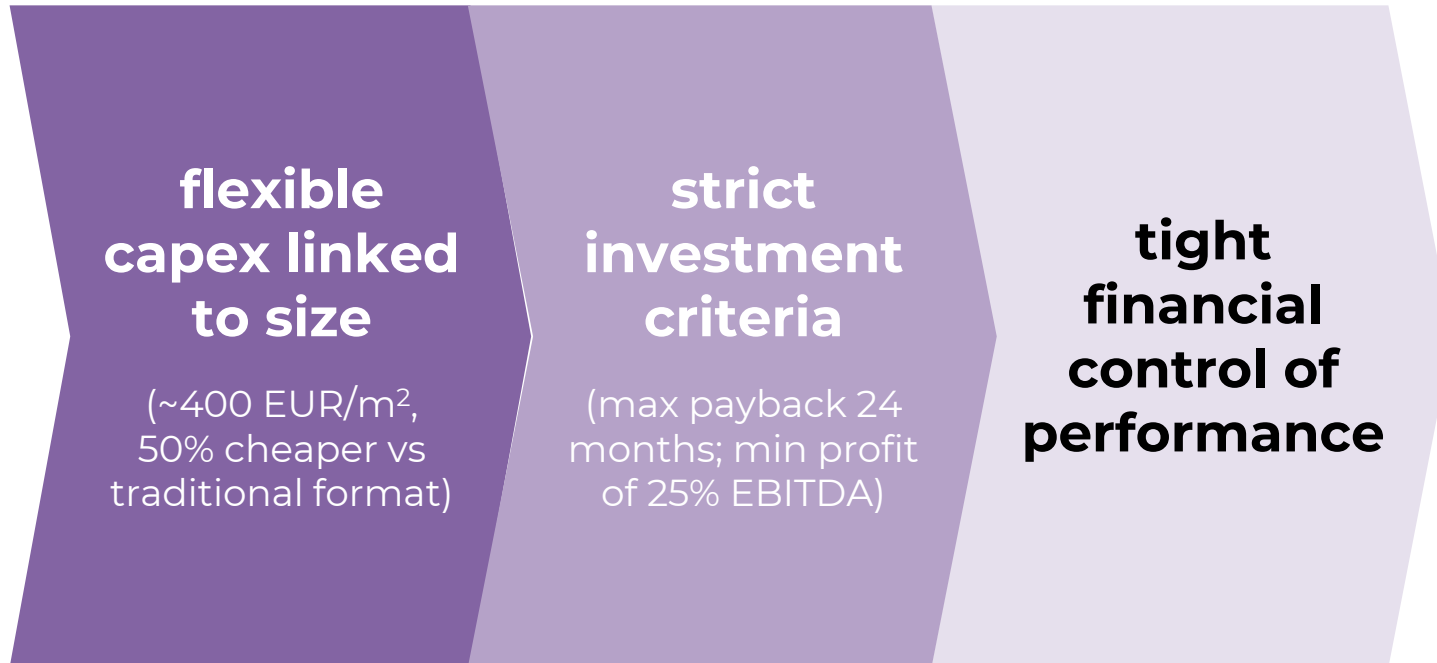 flexible
capex linked
to size
(~400 EUR/m²,
50% cheaper vs
traditional format)
strict
investment
criteria
(max payback 24
months; min profit
of 25% EBITDA)
tight
financial
control of
performance